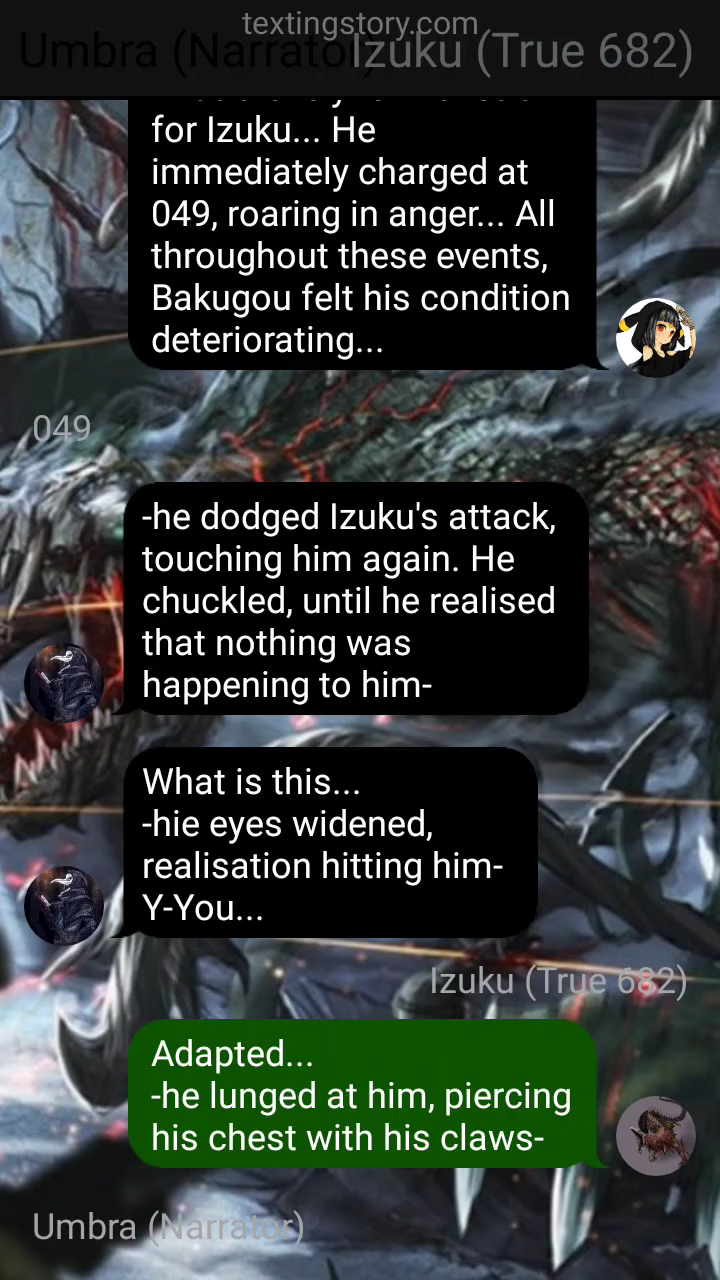 textingstory.com
Umbra (Narrator)
Izuku (True 682)
for Izuku... He
immediately charged at
049, roaring in anger... All
throughout these events,
Bakugou felt his condition
deteriorating...
049
-he dodged Izuku's attack,
touching him again. He
chuckled, until he realised
that nothing was
happening to him-
What is this...
-hie eyes widened,
realisation hitting him-
Y-You...
Izuku (True 682)
Adapted...
-he lunged at him, piercing
his chest with his claws-
Umbra (Narrator)